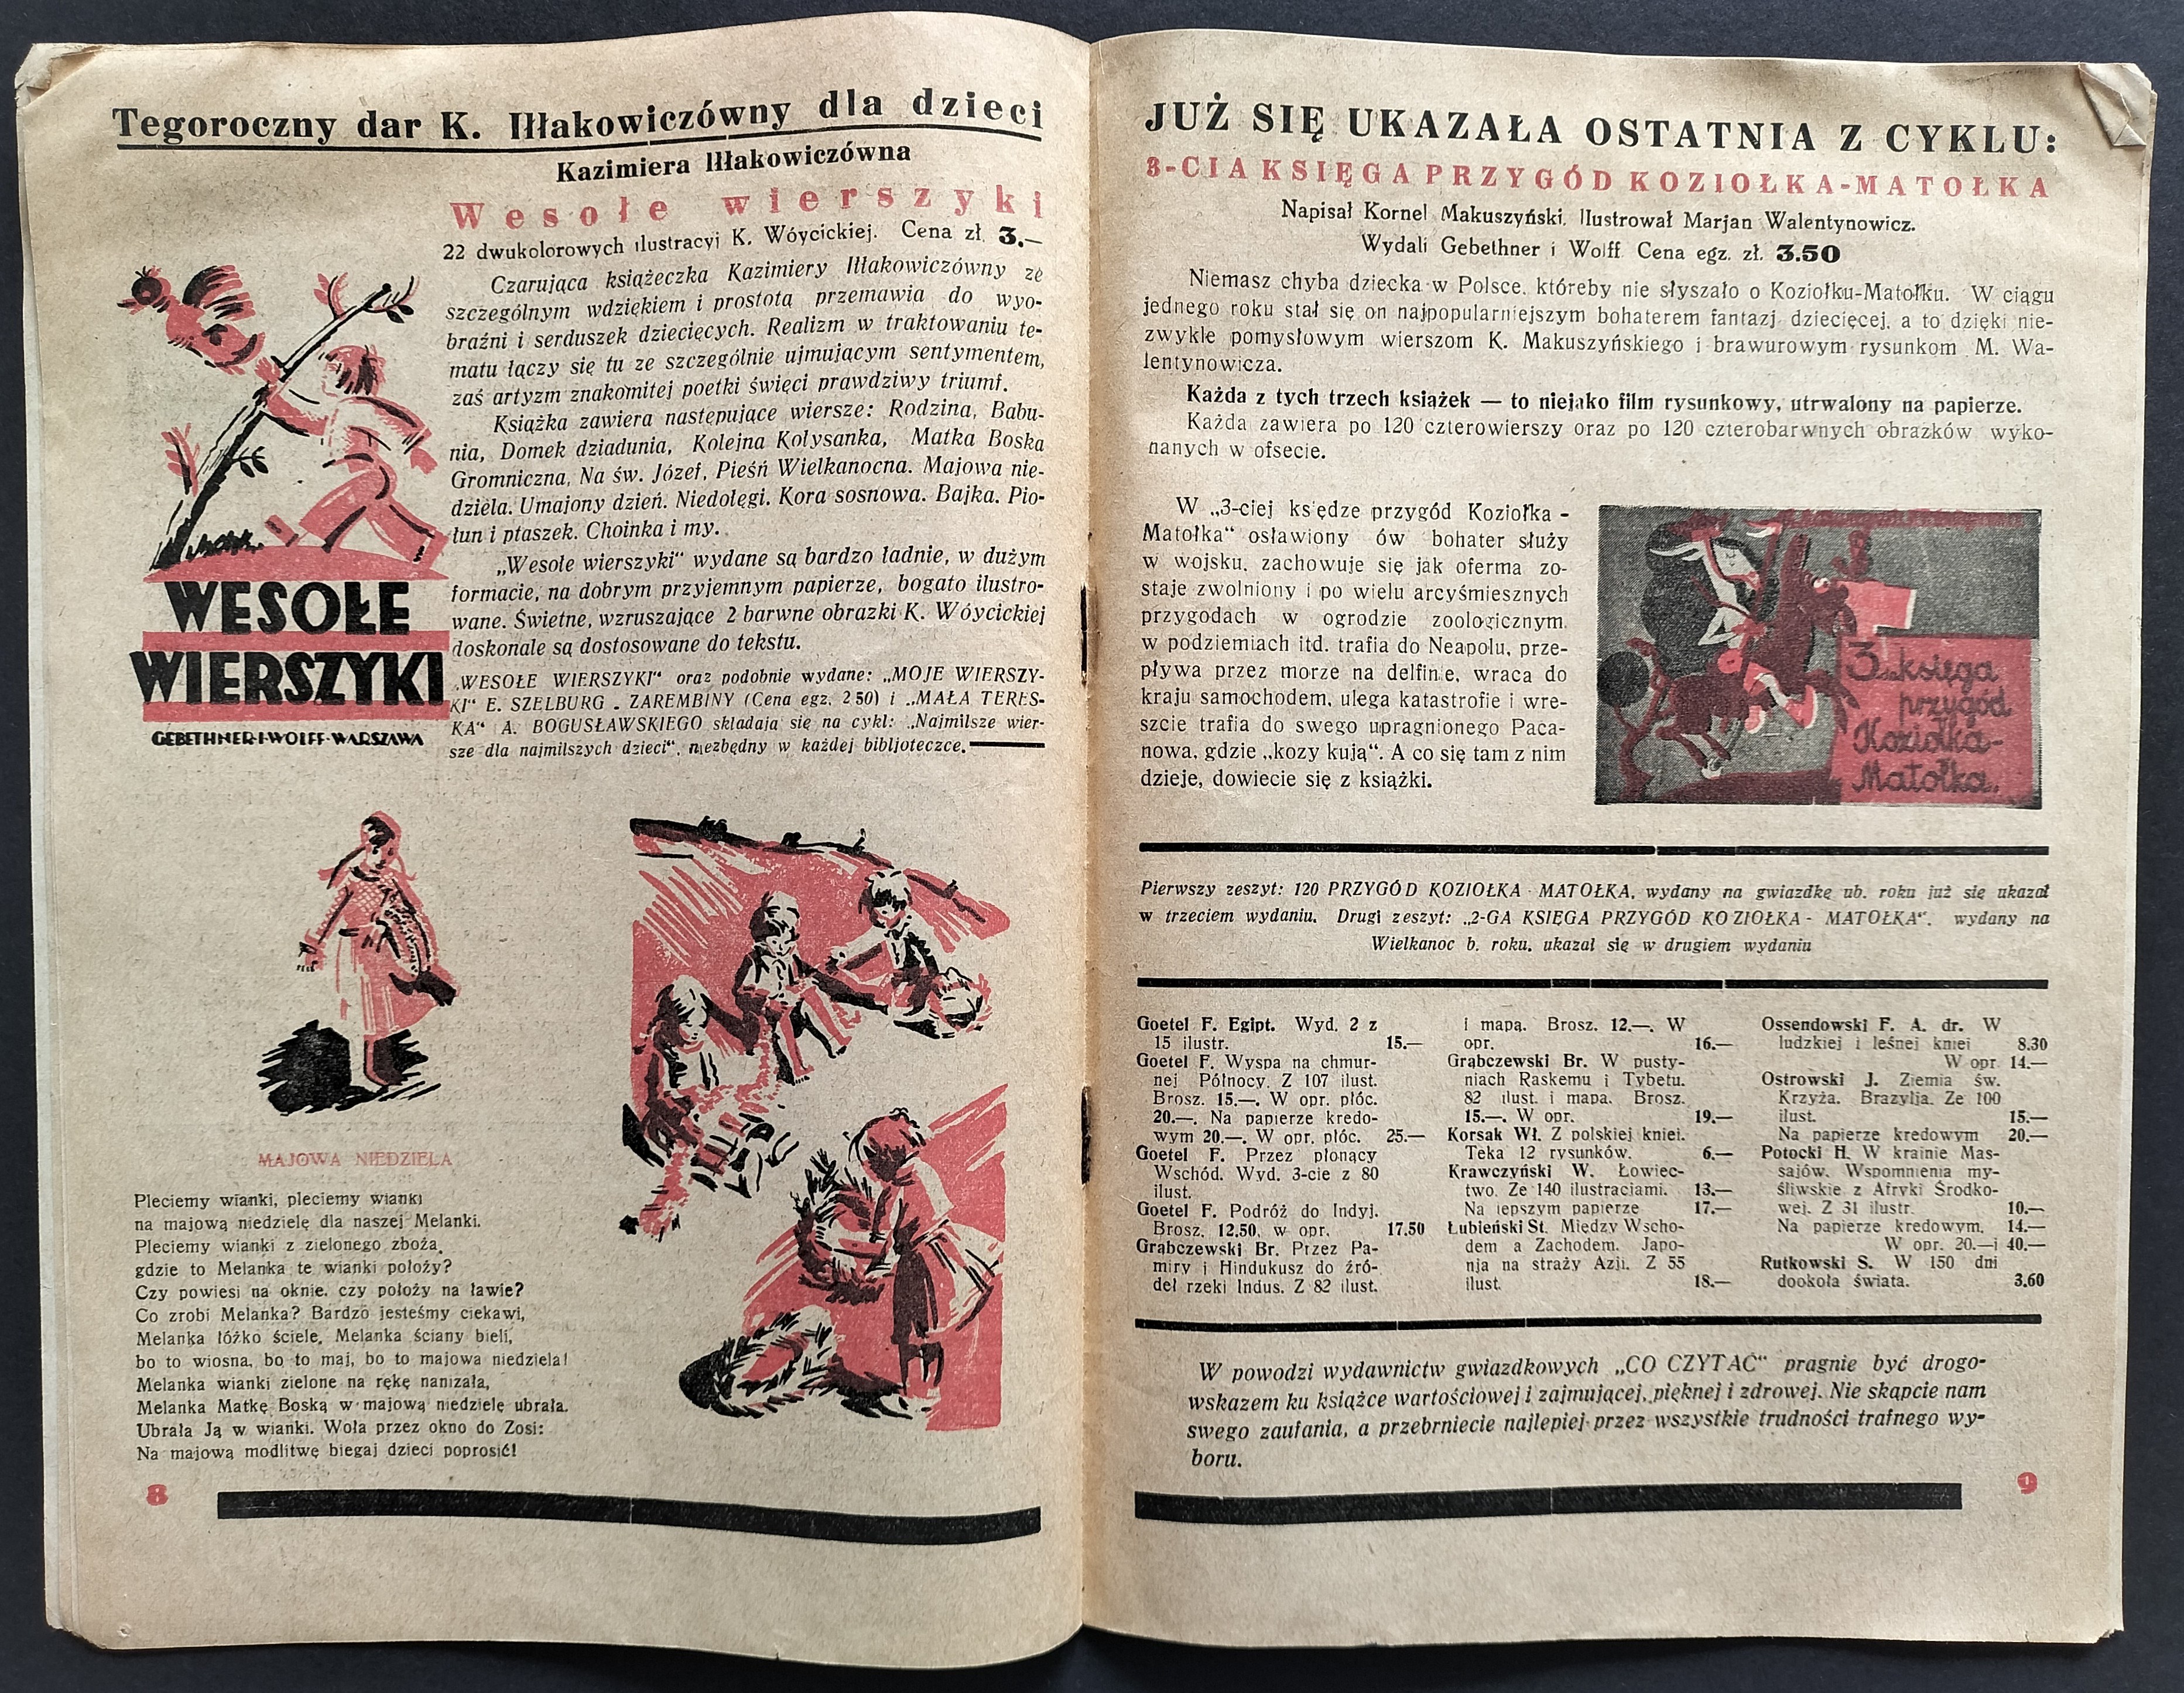 Tegoroczny dar K. Iłłakowiczówny dla dzieci
Kazimiera Iłłakowiczówna
Wesołe wierszyki
22 dwukolorowych ilustracyj K. Wóycickiej. Cena zł. 3.—
Czarująca książeczka Kazimiery Iłłakowiczówny ze
szczególnym wdziękiem i prostotą przemawia do wyo-
braźni i serduszek dziecięcych. Realizm w traktowaniu te-
matu łączy się tu ze szczególnie ujmującym sentymentem,
zaś artyzm znakomitej poetki święci prawdziwy triumf.
Książka zawiera następujące wiersze: Rodzina, Babu-
nia, Domek dziadunia, Kolejna Kołysanka, Matka Boska
Gromniczna, Na św. Józef, Pieśń Wielkanocna. Majowa nie-
dziela. Umajony dzień. Niedolęgi. Kora sosnowa. Bajka. Pio-
łun i ptaszek. Choinka i my.
„Wesołe wierszyki“ wydane są bardzo ładnie, w dużym
formacie, na dobrym przyjemnym papierze, bogato ilustro-
wane. Świetne, wzruszające 2 barwne obrazki K. Wóycickiej
doskonale są dostosowane do tekstu.
„WESOŁE WIERSZYKI“ oraz podobnie wydane: „MOJE WIERSZY-
KI“ E. SZELBURG - ZAREMBINY (Cena egz. 2 50) i „MAŁA TERES-
KA“ A. BOGUSŁAWSKIEGO składają się na cykl: „Najmilsze wier-
sze dla najmilszych dzieci“, niezbędny w każdej bibljoteczce.
WESOŁE
WIERSZYKI
GEBETHNER·I·WOLFF·WARSZAWA
MAJOWA NIEDZIELA
Pleciemy wianki, pleciemy wianki
na majową niedzielę dla naszej Melanki.
Pleciemy wianki z zielonego zboża,
gdzie to Melanka te wianki położy?
Czy powiesi na oknie, czy położy na ławie?
Co zrobi Melanka? Bardzo jesteśmy ciekawi,
Melanka łóżko ściele, Melanka ściany bieli,
bo to wiosna, bo to maj, bo to majowa niedziela!
Melanka wianki zielone na rękę nanizała,
Melanka Matkę Boską w majową niedzielę ubrała.
Ubrała Ją w wianki. Woła przez okno do Zosi:
Na majową modlitwę biegaj dzieci poprosić!
8
JUŻ SIĘ UKAZAŁA OSTATNIA Z CYKLU:
3-CIA KSIĘGA PRZYGÓD KOZIOŁKA-MATOŁKA
Napisał Kornel Makuszyński. Ilustrował Marjan Walentynowicz.
Wydali Gebethner i Wolff Cena egz. zł. 3.50
Niemasz chyba dziecka w Polsce, któreby nie słyszało o Koziołku-Matołku. W ciągu
jednego roku stał się on najpopularniejszym bohaterem fantazj dziecięcej, a to dzięki nie-
zwykle pomysłowym wierszom K. Makuszyńskiego i brawurowym rysunkom M. Wa-
lentynowicza.
Każda z tych trzech książek — to niejako film rysunkowy, utrwalony na papierze.
Każda zawiera po 120 czterowierszy oraz po 120 czterobarwnych obrazków wyko-
nanych w ofsecie.
W „3-ciej księdze przygód Koziołka -
Matołka“ osławiony ów bohater służy
w wojsku, zachowuje się jak oferma zo-
staje zwolniony i po wielu arcyśmiesznych
przygodach w ogrodzie zoologicznym,
w podziemiach itd. trafia do Neapolu, prze-
pływa przez morze na delfinie, wraca do
kraju samochodem, ulega katastrofie i wre-
szcie trafia do swego upragnionego Paca-
nowa, gdzie „kozy kują“. A co się tam z nim
dzieje, dowiecie się z książki.
3. księga
przygód
Koziołka-
Matołka.
Pierwszy zeszyt: 120 PRZYGÓD KOZIOŁKA - MATOŁKA, wydany na gwiazdkę ub. roku już się ukazał
w trzeciem wydaniu. Drugi zeszyt: „2-GA KSIĘGA PRZYGÓD KOZIOŁKA - MATOŁKA“, wydany na
Wielkanoc b. roku, ukazał się w drugiem wydaniu
Goetel F. Egipt. Wyd. 2 z
15 ilustr. 15.—
Goetel F. Wyspa na chmur-
nej Północy. Z 107 ilust.
Brosz. 15.—. W opr. płóc.
20.—. Na papierze kredo-
wym 20.—. W opr. płóc. 25.—
Goetel F. Przez płonący
Wschód. Wyd. 3-cie z 80
ilust.
Goetel F. Podróż do Indyj.
Brosz. 12.50, w opr. 17.50
Grąbczewski Br. Przez Pa-
miry i Hindukusz do źró-
deł rzeki Indus. Z 82 ilust.
i mapą. Brosz. 12.—. W
opr. 16.—
Grąbczewski Br. W pusty-
niach Raskemu i Tybetu.
82 ilust. i mapa. Brosz.
15.—. W opr. 19.—
Korsak Wł. Z polskiej kniei.
Teka 12 rysunków. 6.—
Krawczyński W. Łowiec-
two. Ze 140 ilustraciami. 13.—
Na lepszym papierze 17.—
Łubieński St. Między Wscho-
dem a Zachodem. Japo-
nja na straży Azji. Z 55
ilust. 18.—
Ossendowski F. A. dr. W
ludzkiej i leśnej kniei 8.30
W opr. 14.—
Ostrowski J. Ziemia św.
Krzyża. Brazylja. Ze 100
ilust. 15.—
Na papierze kredowym 20.—
Potocki H. W krainie Mas-
sajów. Wspomnienia my-
śliwskie z Afryki Środko-
wej. Z 31 ilustr. 10.—
Na papierze kredowym. 14.—
W opr. 20.—i 40.—
Rutkowski S. W 150 dni
dookoła świata. 3.60
W powodzi wydawnictw gwiazdkowych „CO CZYTAĆ“ pragnie być drogo-
wskazem ku książce wartościowej i zajmującej, pięknej i zdrowej. Nie skąpcie nam
swego zaufania, a przebrniecie najlepiej przez wszystkie trudności trafnego wy-
boru.
9